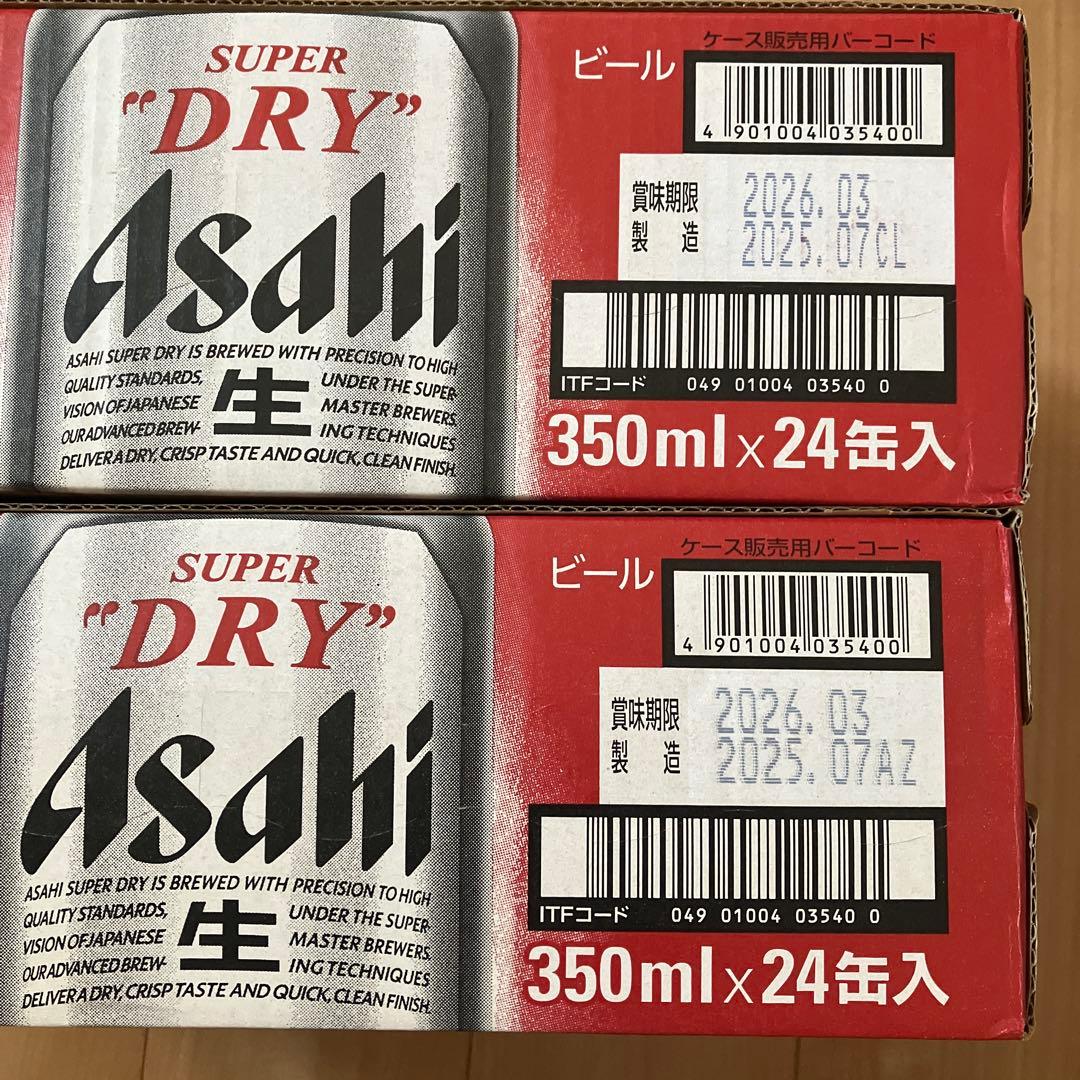 SUPER
"DRY"
Asahi
ASAHI SUPER DRY IS BREWED WITH PRECISION TO HIGH
QUALITY STANDARDS, UNDER THE SUPER-
VISION OF JAPANESE 生 MASTER BREWERS.
OUR ADVANCED BREW- ING TECHNIQUES
DELIVER A DRY, CRISP TASTE AND QUICK, CLEAN FINISH.
ケース販売用バーコード
ビール
4 901004 035400
賞味期限 2026.03
製造 2025.07CL
ITFコード 049 01004 03540 0
350ml×24缶入
SUPER
"DRY"
Asahi
ASAHI SUPER DRY IS BREWED WITH PRECISION TO HIGH
QUALITY STANDARDS, UNDER THE SUPER-
VISION OF JAPANESE 生 MASTER BREWERS.
OUR ADVANCED BREW- ING TECHNIQUES
DELIVER A DRY, CRISP TASTE AND QUICK, CLEAN FINISH.
ケース販売用バーコード
ビール
4 901004 035400
賞味期限 2026.03
製造 2025.07AZ
ITFコード 049 01004 03540 0
350ml×24缶入